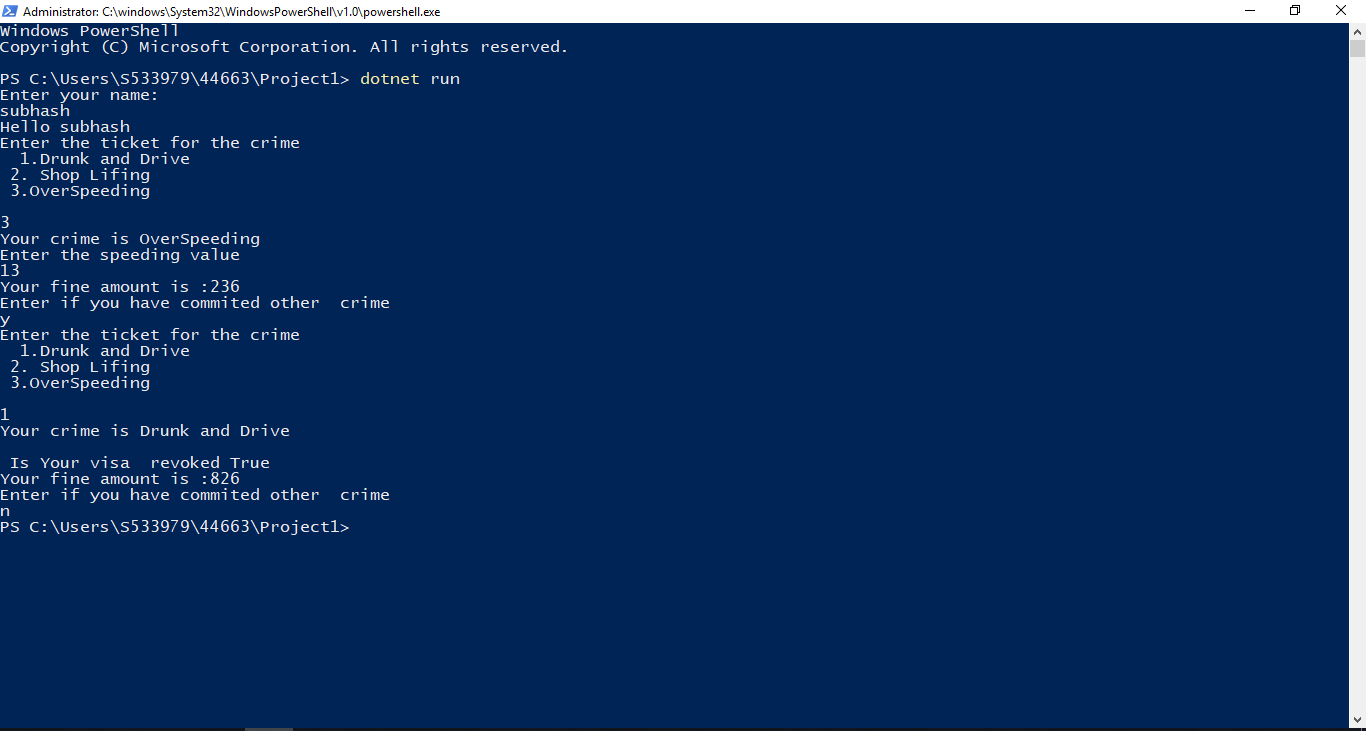 Administrator: C:\windows\System32\WindowsPowerShell\v1.0\powershell.exe
Windows PowerShell
Copyright (C) Microsoft Corporation. All rights reserved.
PS C:\Users\S533979\44663\Project1> dotnet run
Enter your name:
subhash
Hello subhash
Enter the ticket for the crime
  1.Drunk and Drive
 2. Shop Lifing
 3.OverSpeeding
3
Your crime is OverSpeeding
Enter the speeding value
13
Your fine amount is :236
Enter if you have commited other  crime
y
Enter the ticket for the crime
  1.Drunk and Drive
 2. Shop Lifing
 3.OverSpeeding
1
Your crime is Drunk and Drive
 Is Your visa  revoked True
Your fine amount is :826
Enter if you have commited other  crime
n
PS C:\Users\S533979\44663\Project1>